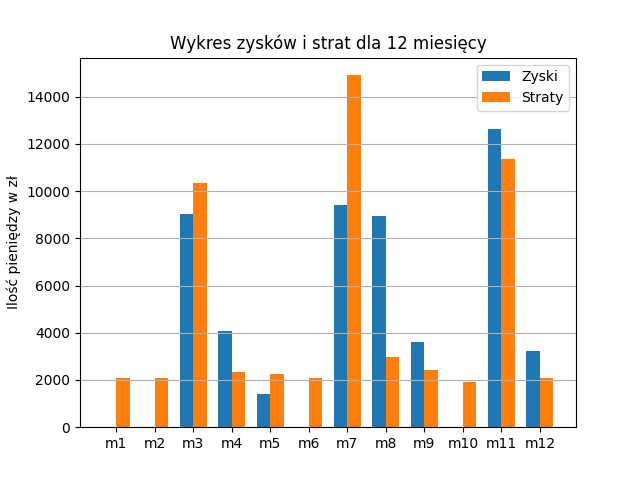 Wykres zysków i strat dla 12 miesięcy
Zyski
Straty
Ilość pieniędzy w zł
14000
12000
10000
8000
6000
4000
2000
0
m1 m2 m3 m4 m5 m6 m7 m8 m9 m10 m11 m12